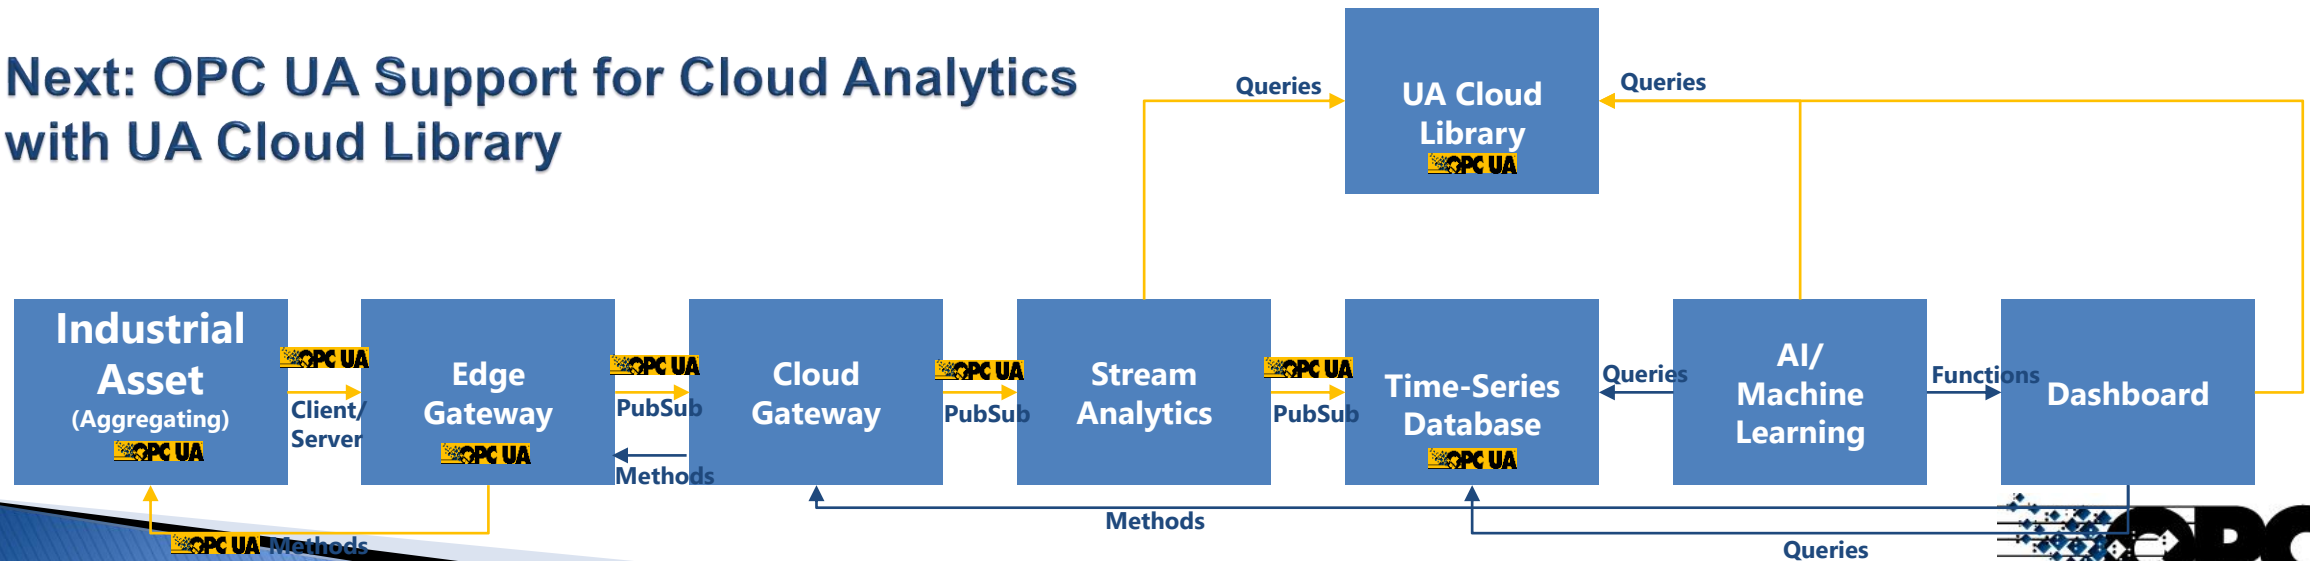 Next: OPC UA Support for Cloud Analytics
with UA Cloud Library
Queries
UA Cloud
Library
OPC UA
Queries
Industrial
Asset
(Aggregating)
OPC UA
OPC UA
Client/
Server
Edge
Gateway
OPC UA
OPC UA
PubSub
Methods
Cloud
Gateway
OPC UA
PubSub
Stream
Analytics
OPC UA
PubSub
Time-Series
Database
OPC UA
Queries
AI/
Machine
Learning
Functions
Dashboard
OPC UA Methods
Methods
Queries
OPC